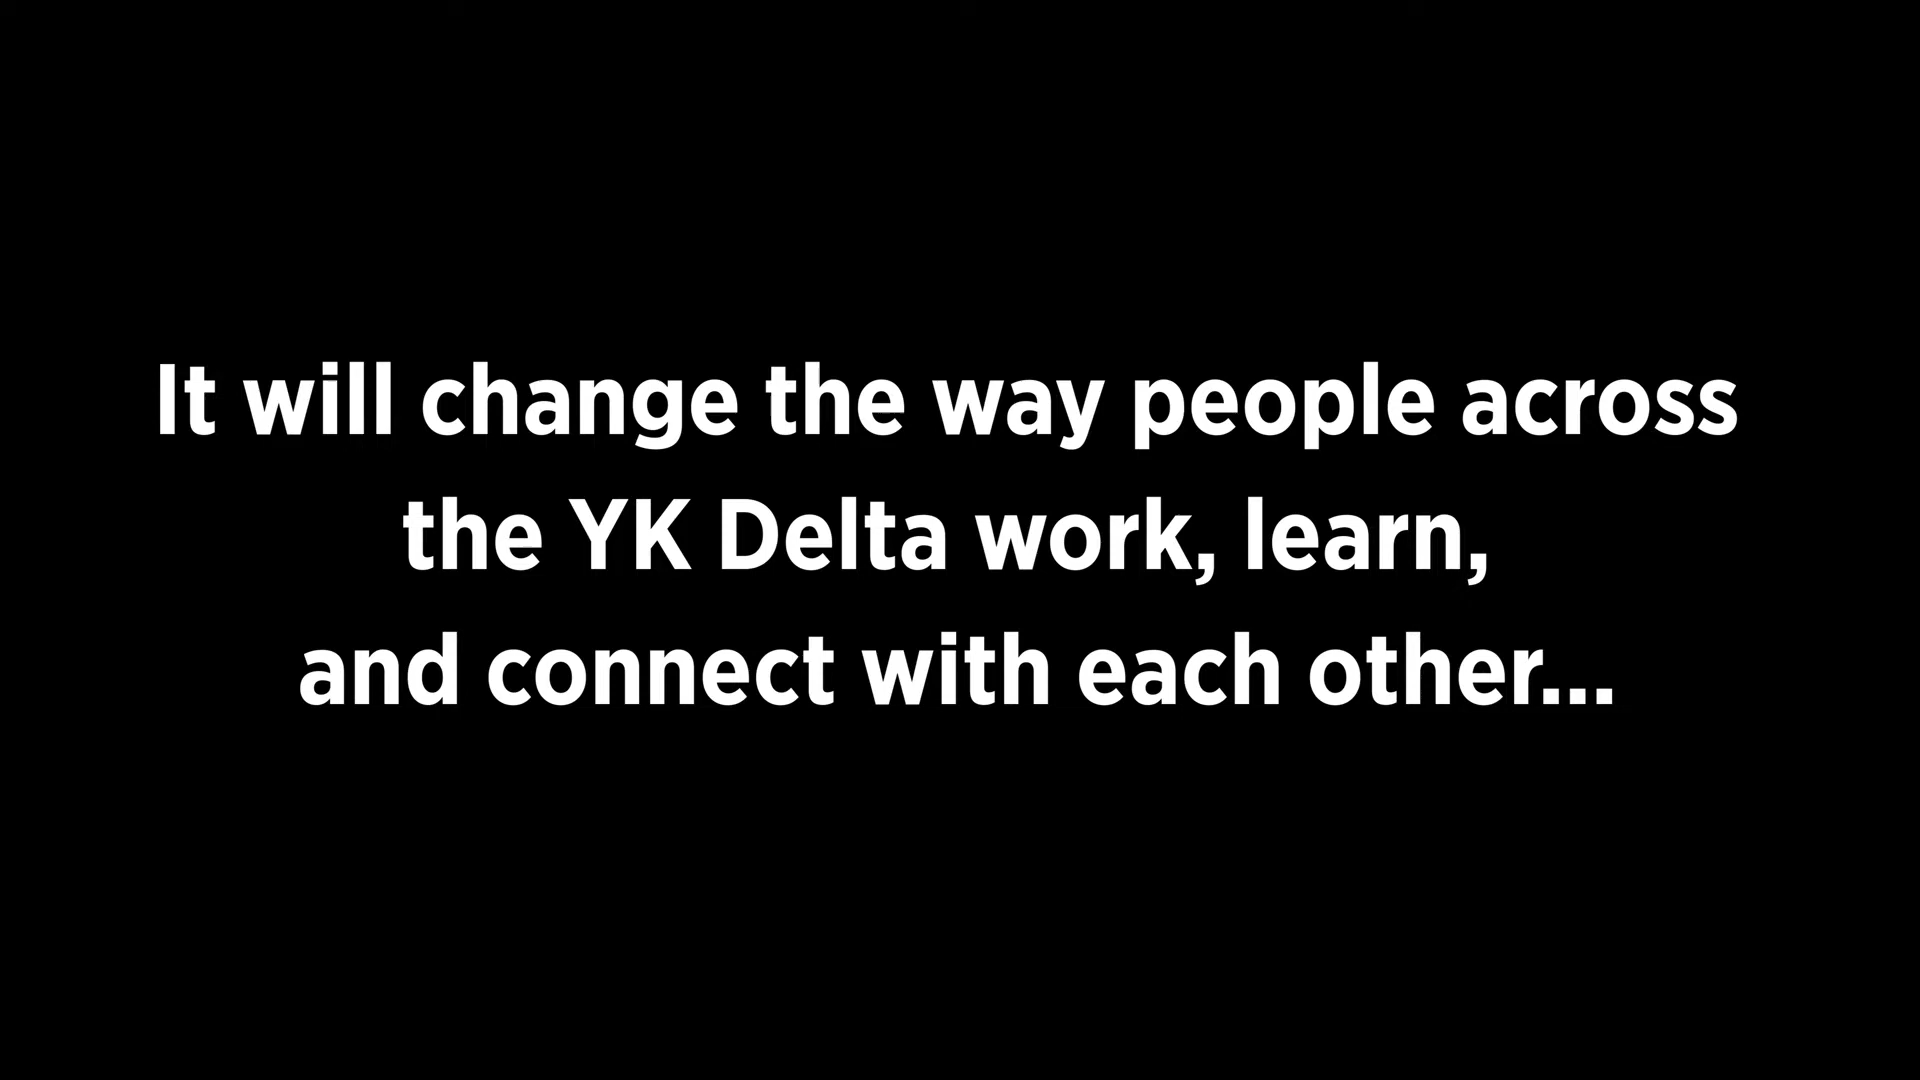 It will change the way people across
the YK Delta work, learn,
and connect with each other...